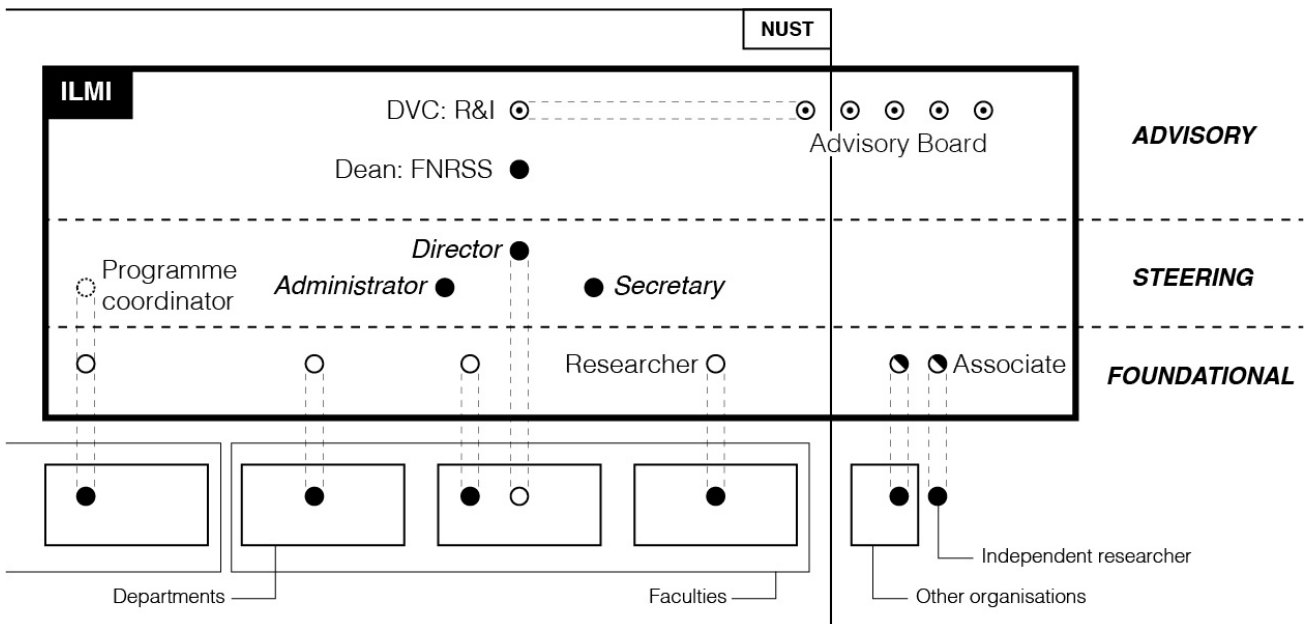 NUST
ILMI
DVC: R&I
Advisory Board
ADVISORY
Dean: FNRSS
Director
Programme
coordinator
Administrator
Secretary
STEERING
Researcher
Associate
FOUNDATIONAL
Independent researcher
Departments
Faculties
Other organisations